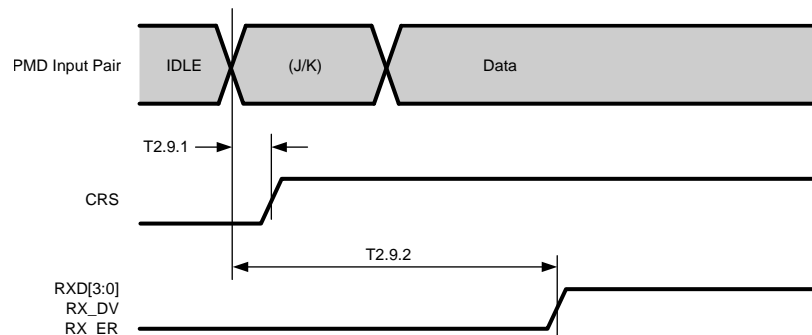 PMD Input Pair
IDLE
(J/K)
Data
T2.9.1
CRS
T2.9.2
RXD[3:0]
RX_DV
RX_ER